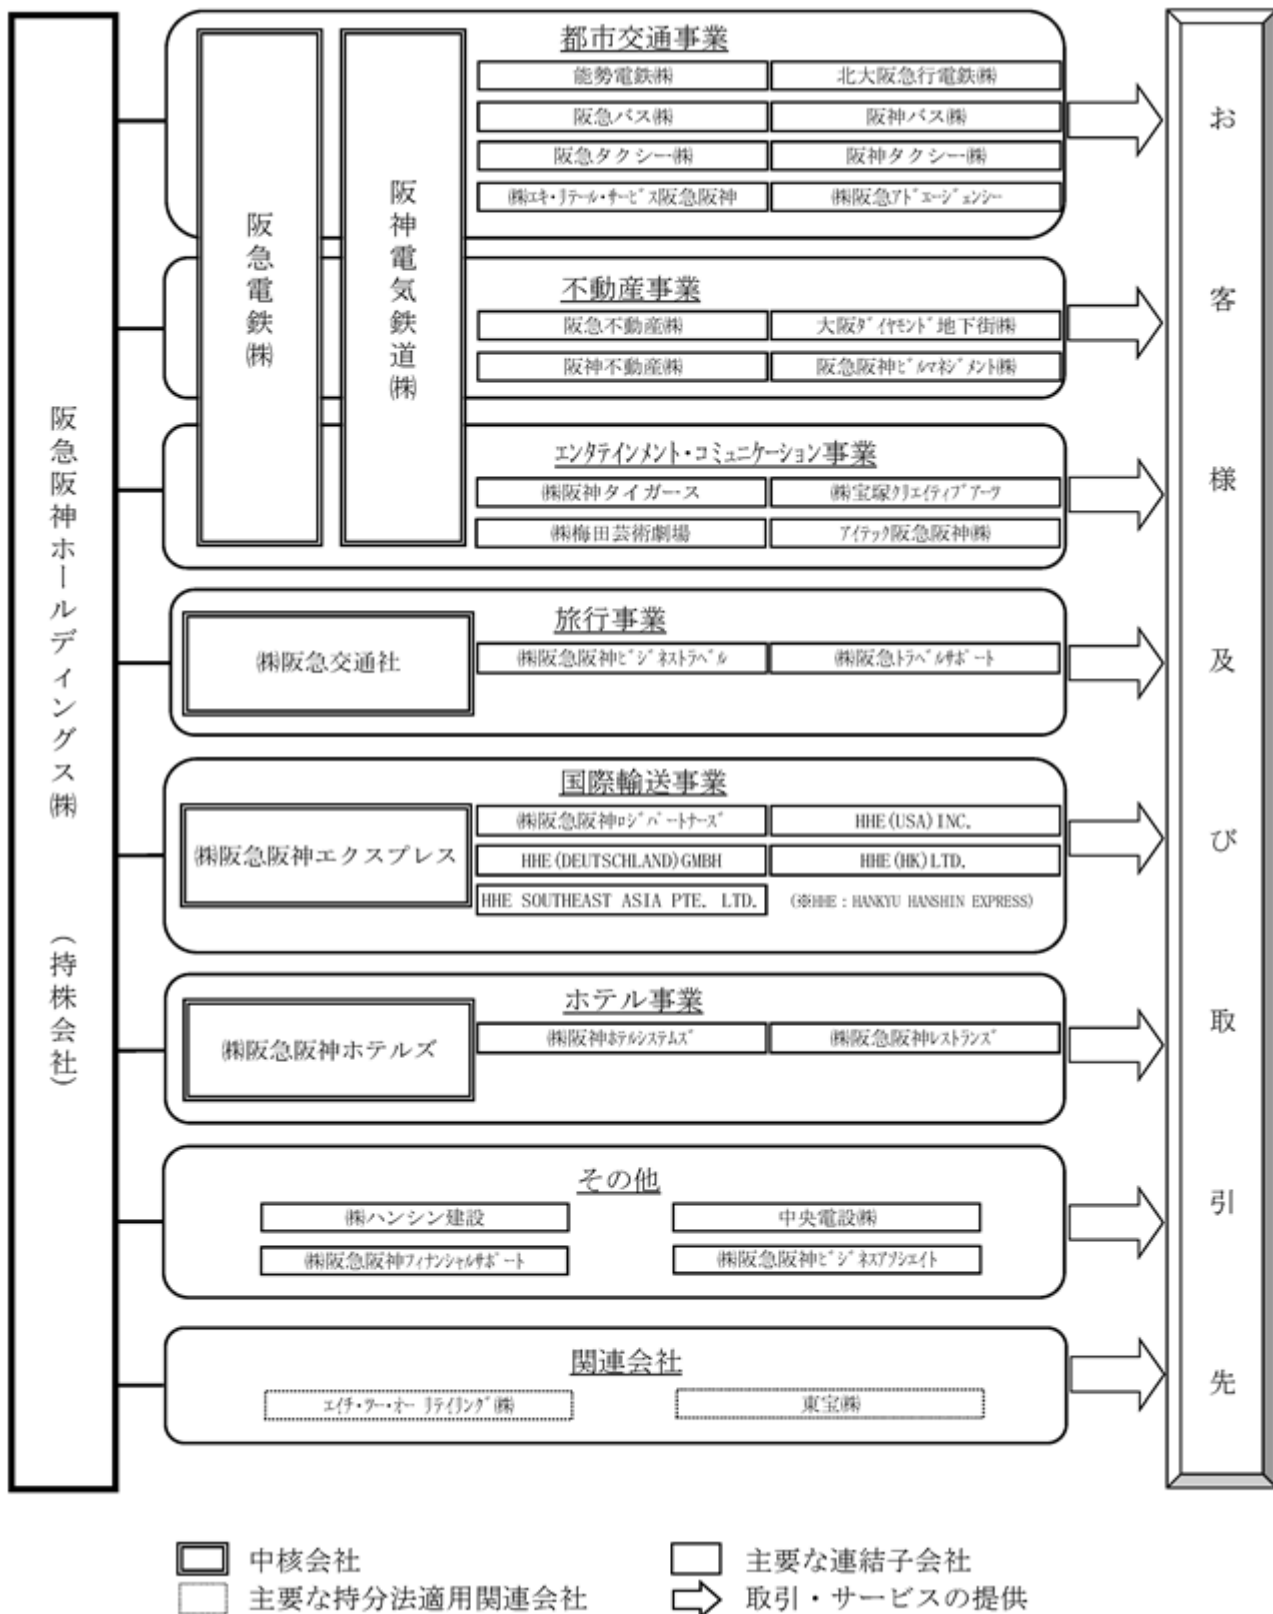 阪急阪神ホールディングス㈱
(持株会社)
阪急電鉄㈱
阪神電気鉄道㈱
都市交通事業
能勢電鉄㈱
北大阪急行電鉄㈱
阪急バス㈱
阪神バス㈱
阪急タクシー㈱
阪神タクシー㈱
㈱エキ・リテール・サービス阪急阪神
㈱阪急アドエージェンシー
不動産事業
阪急不動産㈱
大阪ダイヤモンド地下街㈱
阪神不動産㈱
阪急阪神ビルマネジメント㈱
エンタテインメント・コミュニケーション事業
㈱阪神タイガース
㈱宝塚クリエイティブアーツ
㈱梅田芸術劇場
アイテック阪急阪神㈱
旅行事業
㈱阪急交通社
㈱阪急阪神ビジネストラベル
㈱阪急トラベルサポート
国際輸送事業
㈱阪急阪神エクスプレス
㈱阪急阪神ロジパートナーズ
HHE(USA)INC.
HHE(DEUTSCHLAND)GMBH
HHE(HK)LTD.
HHE SOUTHEAST ASIA PTE. LTD.
(※HHE:HANKYU HANSHIN EXPRESS)
ホテル事業
㈱阪急阪神ホテルズ
㈱阪神ホテルシステムズ
㈱阪急阪神レストランズ
その他
㈱ハンシン建設
中央電設㈱
㈱阪急阪神フィナンシャルサポート
㈱阪急阪神ビジネスアソシエイト
関連会社
エイチ・ツー・オー リテイリング㈱
東宝㈱
お客様及び取引先
中核会社
主要な連結子会社
主要な持分法適用関連会社
取引・サービスの提供